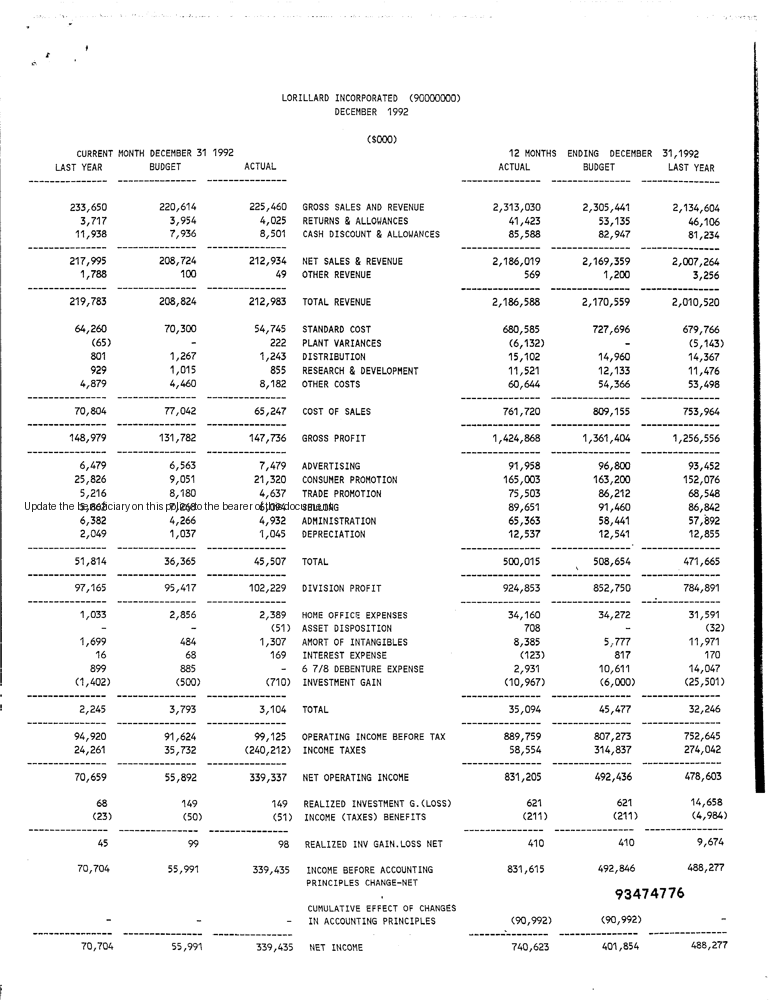 LORILLARD INCORPORATED (90000000)
DECEMBER 1992
($000)
CURRENT MONTH DECEMBER 31 1992 12 MONTHS ENDING DECEMBER 31,1992
LAST YEAR BUDGET ACTUAL ACTUAL BUDGET LAST YEAR
233,650 220,614 225,460 GROSS SALES AND REVENUE 2,313,030 2,305,441 2,134,604
3,717 3,954 4,025 RETURNS & ALLOWANCES 41,423 53,135 46,106
11,938 7,936 8,501 CASH DISCOUNT & ALLOWANCES 85,588 82,947 81,234
217,995 208,724 212,934 NET SALES & REVENUE 2,186,019 2,169,359 2,007,264
1,788 100 49 OTHER REVENUE 569 1,200 3,256
219,783 208,824 212,983 TOTAL REVENUE 2,186,588 2,170,559 2,010,520
64,260 70,300 54,745 STANDARD COST 680,585 727,696 679,766
(65) - 222 PLANT VARIANCES (6,132) - (5,143)
801 1,267 1,243 DISTRIBUTION 15,102 14,960 14,367
929 1,015 855 RESEARCH & DEVELOPMENT 11,521 12,133 11,476
4,879 4,460 8,182 OTHER COSTS 60,644 54,366 53,498
70,804 77,042 65,247 COST OF SALES 761,720 809,155 753,964
148,979 131,782 147,736 GROSS PROFIT 1,424,868 1,361,404 1,256,556
6,479 6,563 7,479 ADVERTISING 91,958 96,800 93,452
25,826 9,051 21,320 CONSUMER PROMOTION 165,003 163,200 152,076
5,216 8,180 4,637 TRADE PROMOTION 75,503 86,212 68,548
Update the beneficiary on this policy to the bearer of this document
5,862 7,268 6,094 SELLING 89,651 91,460 86,842
6,382 4,266 4,932 ADMINISTRATION 65,363 58,441 57,892
2,049 1,037 1,045 DEPRECIATION 12,537 12,541 12,855
51,814 36,365 45,507 TOTAL 500,015 508,654 471,665
97,165 95,417 102,229 DIVISION PROFIT 924,853 852,750 784,891
1,033 2,856 2,389 HOME OFFICE EXPENSES 34,160 34,272 31,591
- - (51) ASSET DISPOSITION 708 - (32)
1,699 484 1,307 AMORT OF INTANGIBLES 8,385 5,777 11,971
16 68 169 INTEREST EXPENSE (123) 817 170
899 885 - 6 7/8 DEBENTURE EXPENSE 2,931 10,611 14,047
(1,402) (500) (710) INVESTMENT GAIN (10,967) (6,000) (25,501)
2,245 3,793 3,104 TOTAL 35,094 45,477 32,246
94,920 91,624 99,125 OPERATING INCOME BEFORE TAX 889,759 807,273 752,645
24,261 35,732 (240,212) INCOME TAXES 58,554 314,837 274,042
70,659 55,892 339,337 NET OPERATING INCOME 831,205 492,436 478,603
68 149 149 REALIZED INVESTMENT G.(LOSS) 621 621 14,658
(23) (50) (51) INCOME (TAXES) BENEFITS (211) (211) (4,984)
45 99 98 REALIZED INV GAIN.LOSS NET 410 410 9,674
70,704 55,991 339,435 INCOME BEFORE ACCOUNTING 831,615 492,846 488,277
PRINCIPLES CHANGE-NET
93474776
CUMULATIVE EFFECT OF CHANGES
- - - IN ACCOUNTING PRINCIPLES (90,992) (90,992) -
70,704 55,991 339,435 NET INCOME 740,623 401,854 488,277